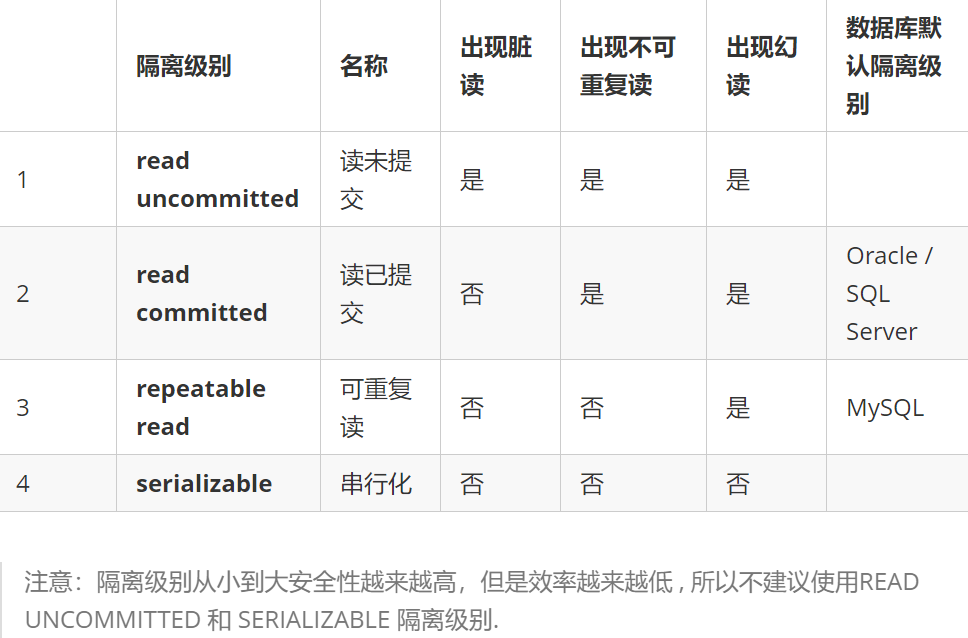 隔离级别 名称 出现脏读 出现不可重复读 出现幻读 数据库默认隔离级别
1 read uncommitted 读未提交 是 是 是
2 read committed 读已提交 否 是 是 Oracle / SQL Server
3 repeatable read 可重复读 否 否 是 MySQL
4 serializable 串行化 否 否 否
注意：隔离级别从小到大安全性越来越高，但是效率越来越低 , 所以不建议使用READ
UNCOMMITTED 和 SERIALIZABLE 隔离级别.